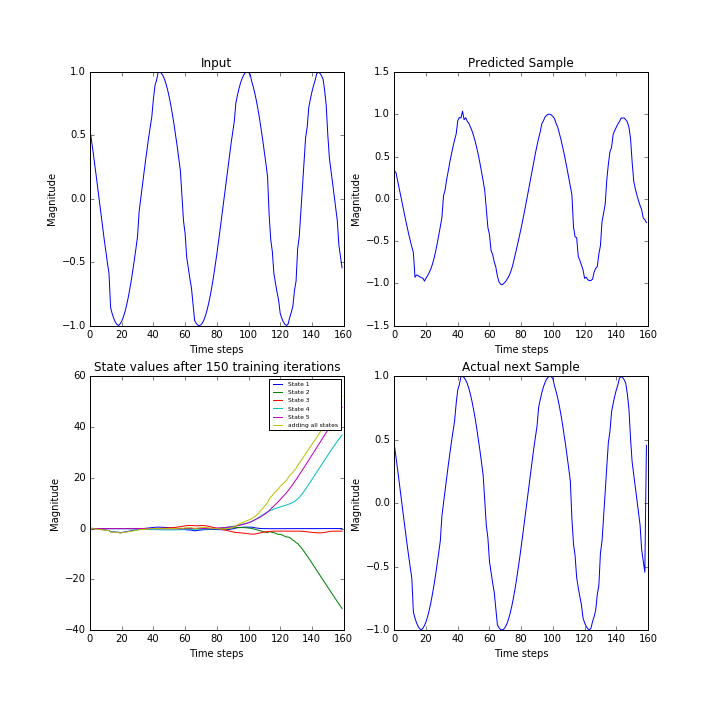 Input
1.0
0.5
0.0
−0.5
−1.0
Magnitude
0 20 40 60 80 100 120 140 160
Time steps
Predicted Sample
1.5
1.0
0.5
0.0
−0.5
−1.0
−1.5
Magnitude
0 20 40 60 80 100 120 140 160
Time steps
State values after 150 training iterations
60
40
20
0
−20
−40
Magnitude
State 1
State 2
State 3
State 4
State 5
adding all states
0 20 40 60 80 100 120 140 160
Time steps
Actual next Sample
1.0
0.5
0.0
−0.5
−1.0
Magnitude
0 20 40 60 80 100 120 140 160
Time steps